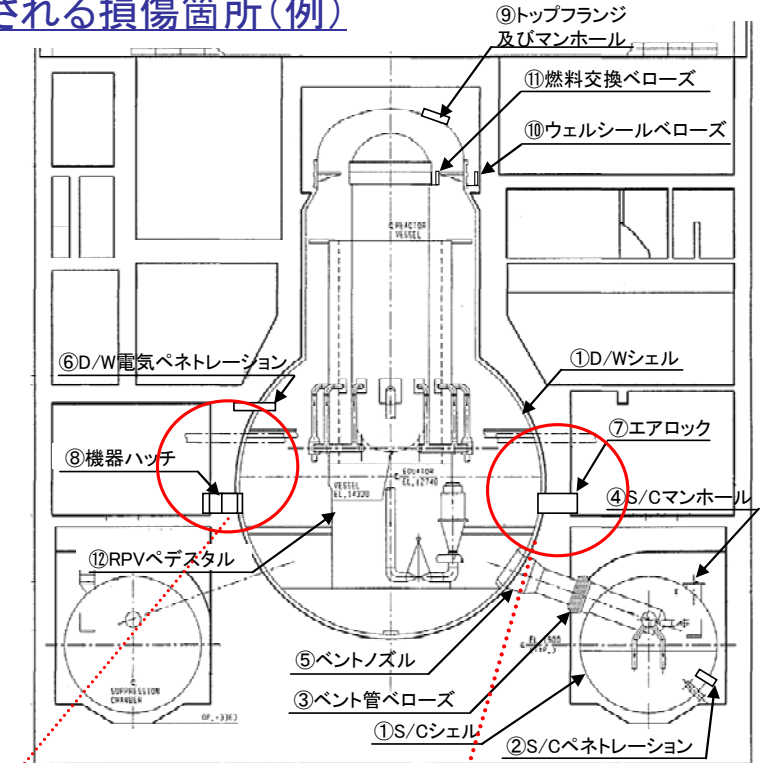 される損傷箇所(例)
⑨トップフランジ
及びマンホール
⑪燃料交換ベローズ
⑩ウェルシールベローズ
REACTOR
VESSEL
⑥D/W電気ペネトレーション
①D/Wシェル
⑦エアロック
⑧機器ハッチ
④S/Cマンホール
EQUATOR
EL.12740
VESSEL
EL.14320
⑫RPVペデスタル
⑤ベントノズル
③ベント管ベローズ
SUPPRESSION
CHAMBER
①S/Cシェル
②S/Cペネトレーション